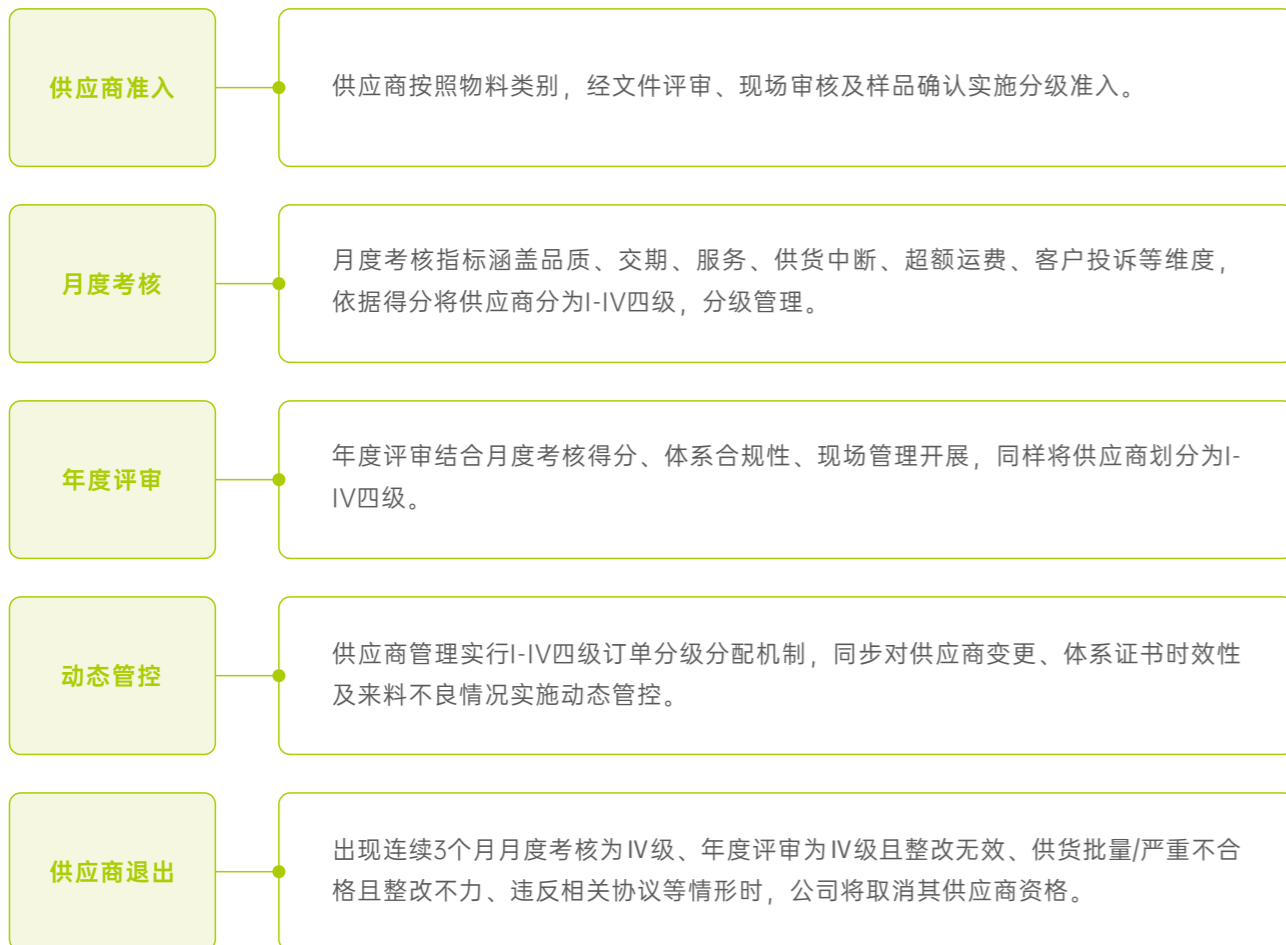 供应商准入
供应商按照物料类别，经文件评审、现场审核及样品确认实施分级准入。
月度考核
月度考核指标涵盖品质、交期、服务、供货中断、超额运费、客户投诉等维度，
依据得分将供应商分为I-IV四级，分级管理。
年度评审
年度评审结合月度考核得分、体系合规性、现场管理开展，同样将供应商划分为I-
IV四级。
动态管控
供应商管理实行I-IV四级订单分级分配机制，同步对供应商变更、体系证书时效性
及来料不良情况实施动态管控。
供应商退出
出现连续3个月月度考核为IV级、年度评审为IV级且整改无效、供货批量/严重不合
格且整改不力、违反相关协议等情形时，公司将取消其供应商资格。